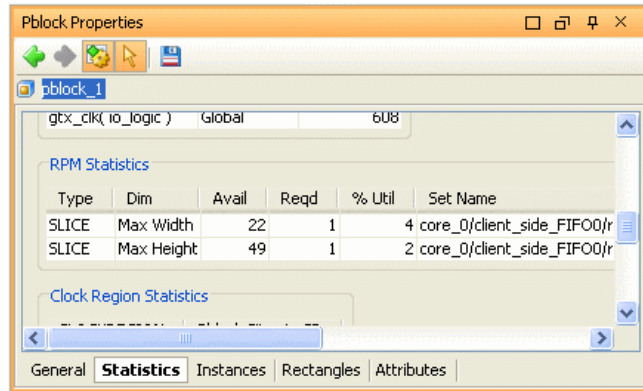 Pblock Properties
pblock_1
gtx_clk( io_logic ) Global 608
RPM Statistics
Type Dim Avail Reqd % Util Set Name
SLICE Max Width 22 1 4 core_0/client_side_FIFO0/r
SLICE Max Height 49 1 2 core_0/client_side_FIFO0/r
Clock Region Statistics
General Statistics Instances Rectangles Attributes